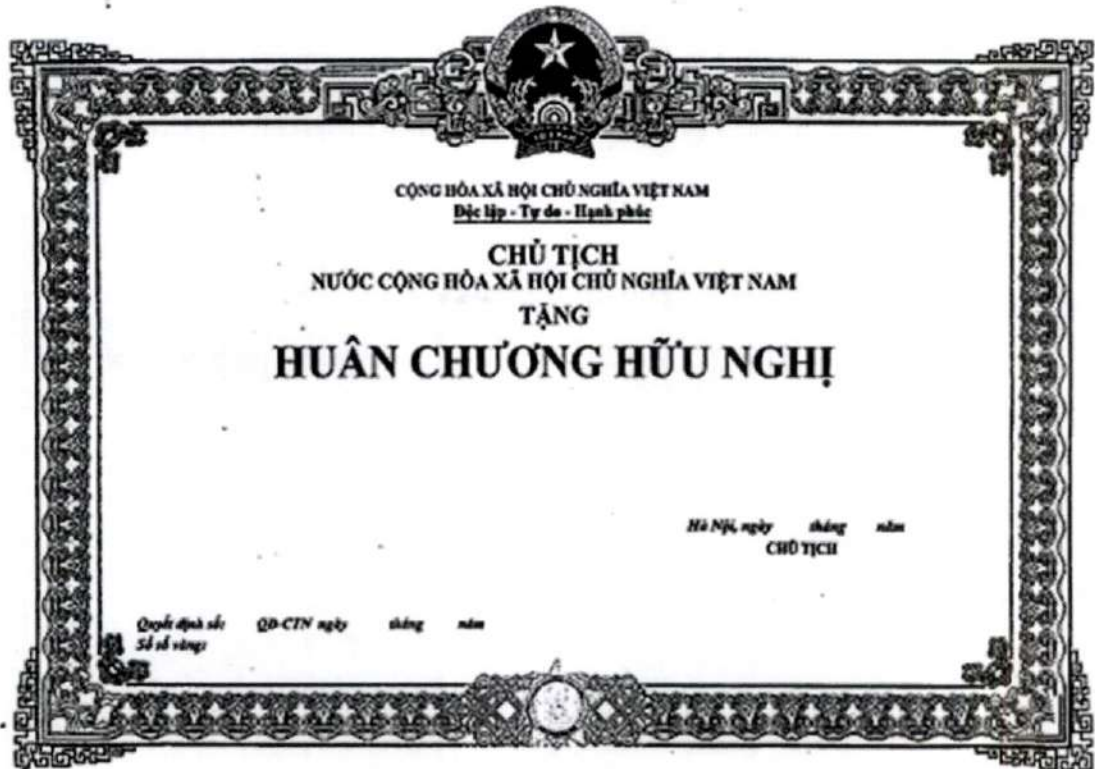 CỘNG HÒA XÃ HỘI CHỦ NGHĨA VIỆT NAM
Độc lập - Tự do - Hạnh phúc
CHỦ TỊCH
NƯỚC CỘNG HÒA XÃ HỘI CHỦ NGHĨA VIỆT NAM
TẶNG
HUÂN CHƯƠNG HỮU NGHỊ
Hà Nội, ngày tháng năm
CHỦ TỊCH
Quyết định số: QĐ-CTN ngày tháng năm
Số sổ vàng: